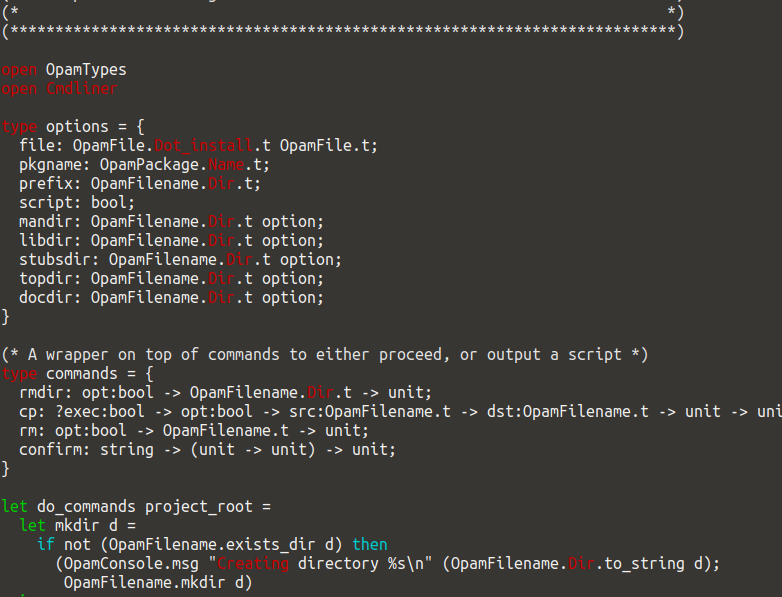 (*                                                                        *)
(**************************************************************************)

open OpamTypes
open Cmdliner

type options = {
  file: OpamFile.Dot_install.t OpamFile.t;
  pkgname: OpamPackage.Name.t;
  prefix: OpamFilename.Dir.t;
  script: bool;
  mandir: OpamFilename.Dir.t option;
  libdir: OpamFilename.Dir.t option;
  stubsdir: OpamFilename.Dir.t option;
  topdir: OpamFilename.Dir.t option;
  docdir: OpamFilename.Dir.t option;
}

(* A wrapper on top of commands to either proceed, or output a script *)
type commands = {
  rmdir: opt:bool -> OpamFilename.Dir.t -> unit;
  cp: ?exec:bool -> opt:bool -> src:OpamFilename.t -> dst:OpamFilename.t -> unit -> uni
  rm: opt:bool -> OpamFilename.t -> unit;
  confirm: string -> (unit -> unit) -> unit;
}

let do_commands project_root =
  let mkdir d =
    if not (OpamFilename.exists_dir d) then
      (OpamConsole.msg "Creating directory %s\n" (OpamFilename.Dir.to_string d);
       OpamFilename.mkdir d)